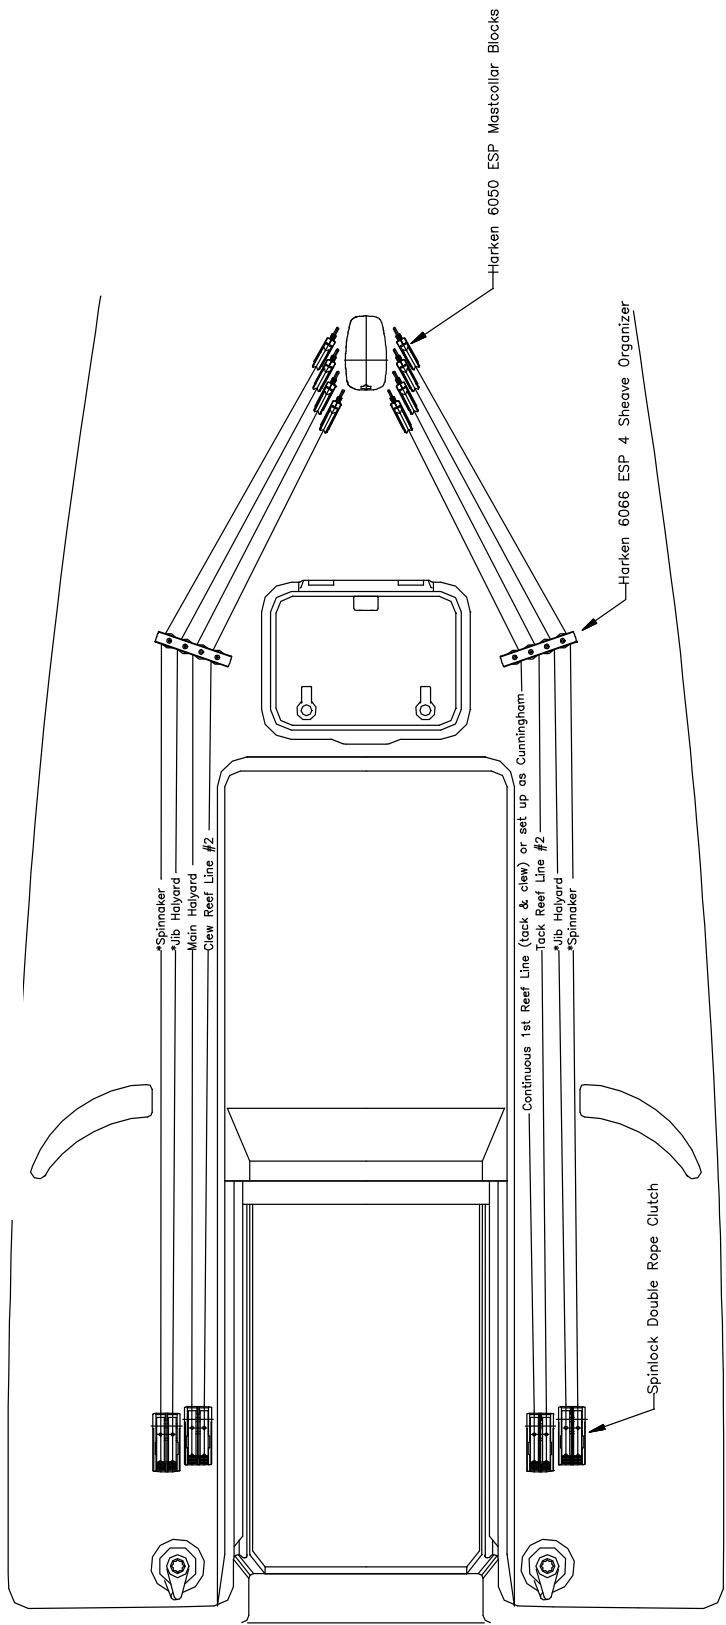 Harken 6050 ESP Mastcollar Blocks
Harken 6066 ESP 4 Sheave Organizer
*Spinnaker
*Jib Halyard
Main Halyard
Clew Reef Line #2
Continuous 1st Reef Line (tack & clew) or set up as Cunningham
Tack Reef Line #2
*Jib Halyard
*Spinnaker
Spinlock Double Rope Clutch